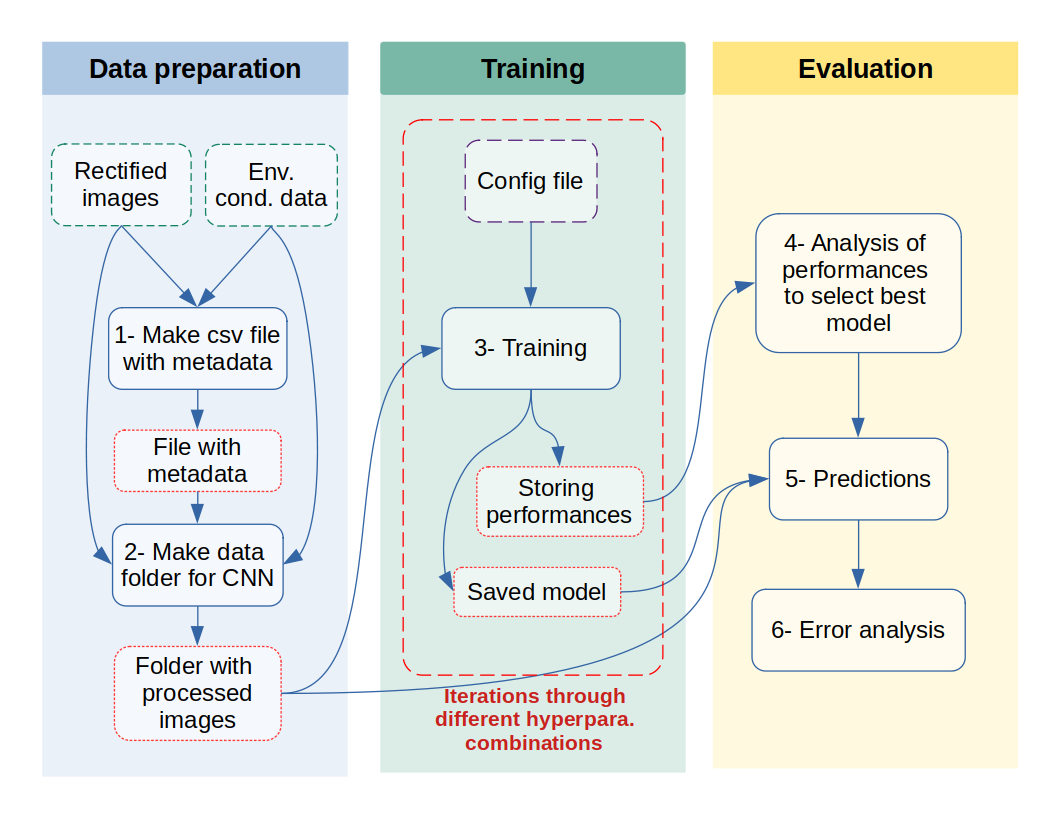 Data preparation
Rectified
images
Env.
cond. data
1- Make csv file
with metadata
File with
metadata
2- Make data
folder for CNN
Folder with
processed
images
Training
Config file
3- Training
Storing
performances
Saved model
Iterations through
different hyperpara.
combinations
Evaluation
4- Analysis of
performances
to select best
model
5- Predictions
6- Error analysis